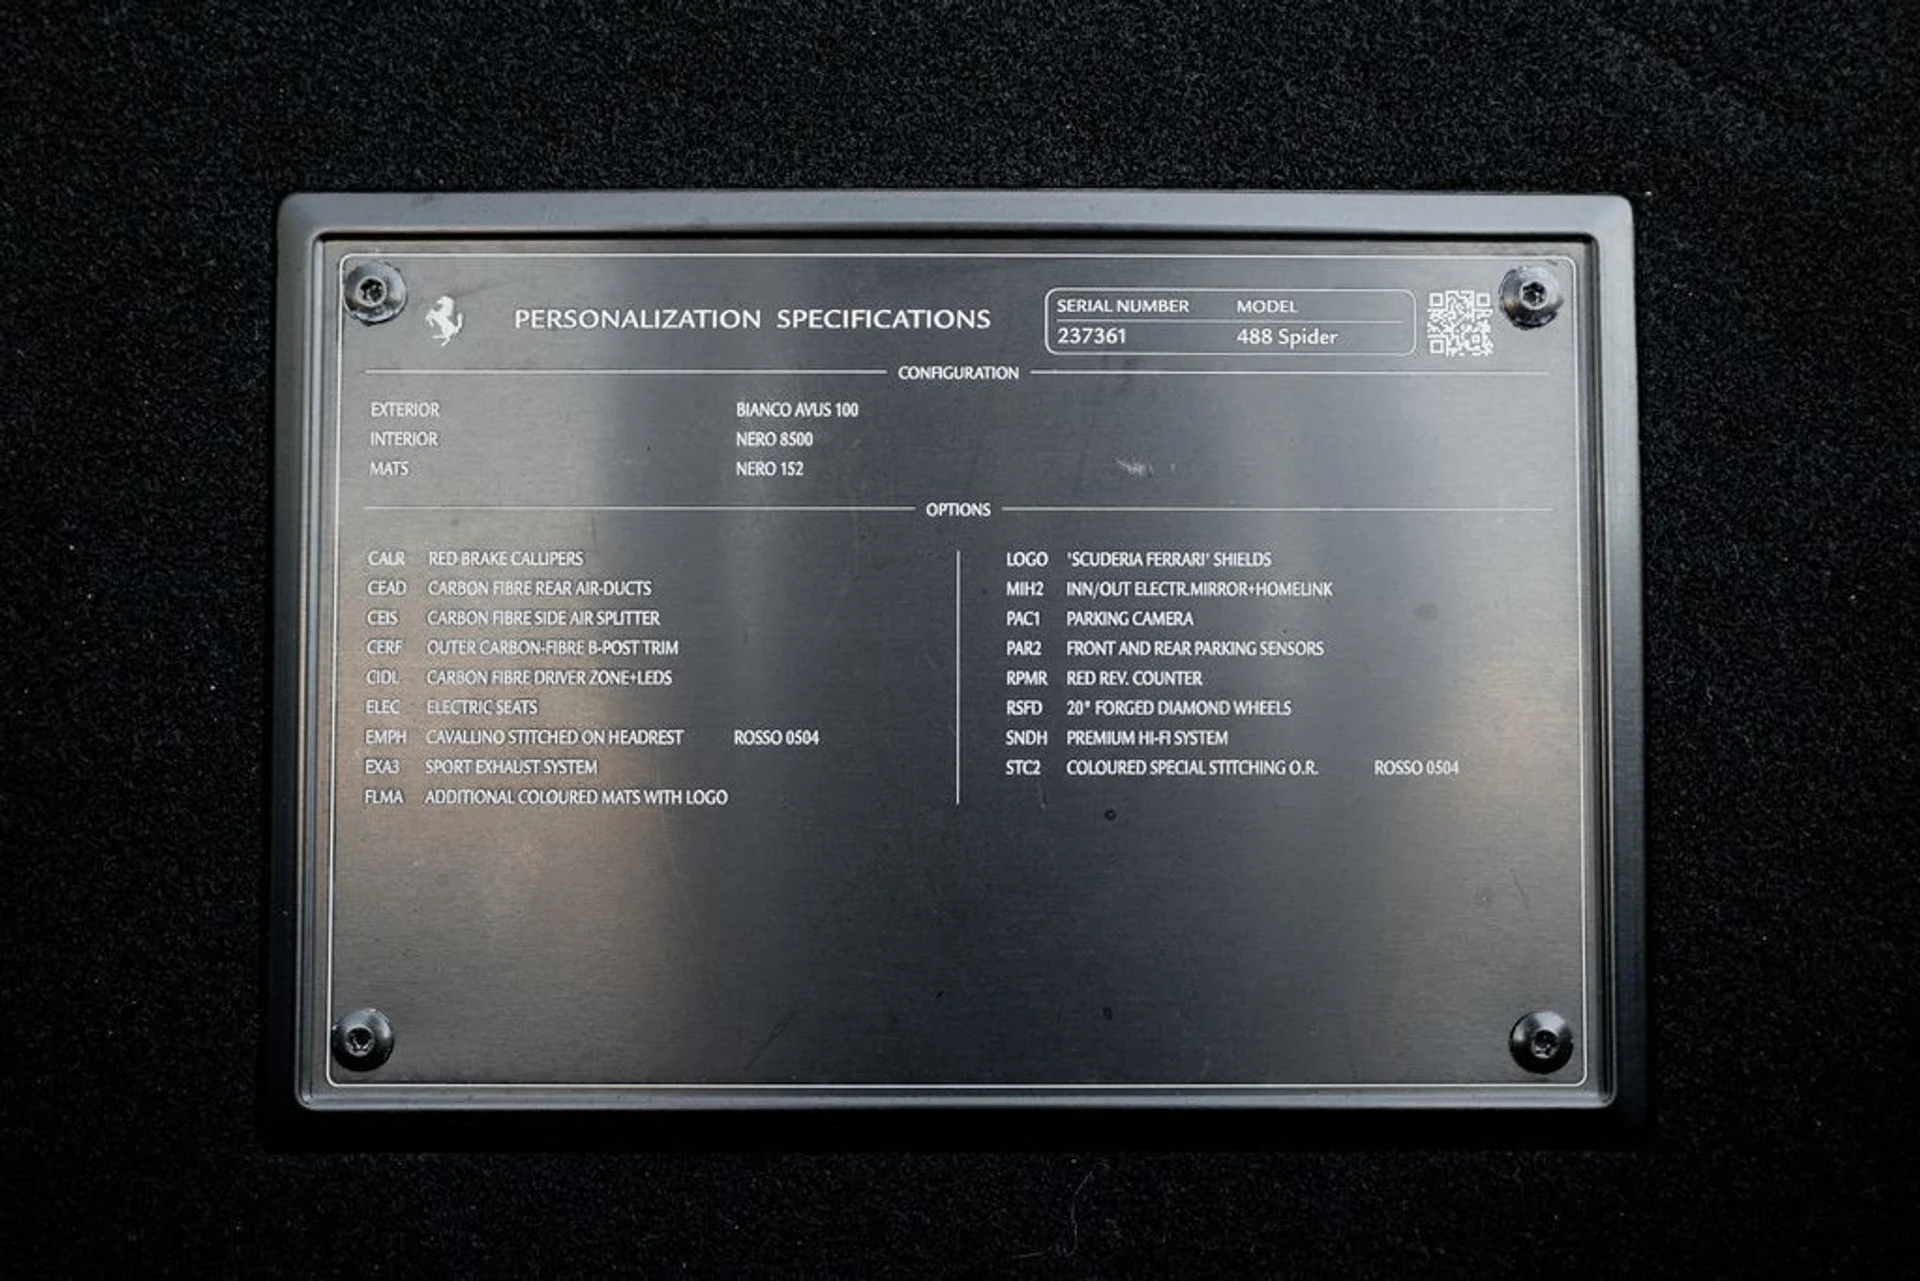 PERSONALIZATION SPECIFICATIONS
SERIAL NUMBER MODEL
237361 488 Spider
CONFIGURATION
EXTERIOR BIANCO AVUS 100
INTERIOR NERO 8500
MATS NERO 152
OPTIONS
CALR RED BRAKE CALLIPERS
CEAD CARBON FIBRE REAR AIR-DUCTS
CEIS CARBON FIBRE SIDE AIR SPLITTER
CERF OUTER CARBON-FIBRE B-POST TRIM
CIDL CARBON FIBRE DRIVER ZONE+LEDS
ELEC ELECTRIC SEATS
EMPH CAVALLINO STITCHED ON HEADREST ROSSO 0504
EXA3 SPORT EXHAUST SYSTEM
FLMA ADDITIONAL COLOURED MATS WITH LOGO
LOGO 'SCUDERIA FERRARI' SHIELDS
MIH2 INN/OUT ELECTR.MIRROR+HOMELINK
PAC1 PARKING CAMERA
PAR2 FRONT AND REAR PARKING SENSORS
RPMR RED REV. COUNTER
RSFD 20" FORGED DIAMOND WHEELS
SNDH PREMIUM HI-FI SYSTEM
STC2 COLOURED SPECIAL STITCHING O.R. ROSSO 0504